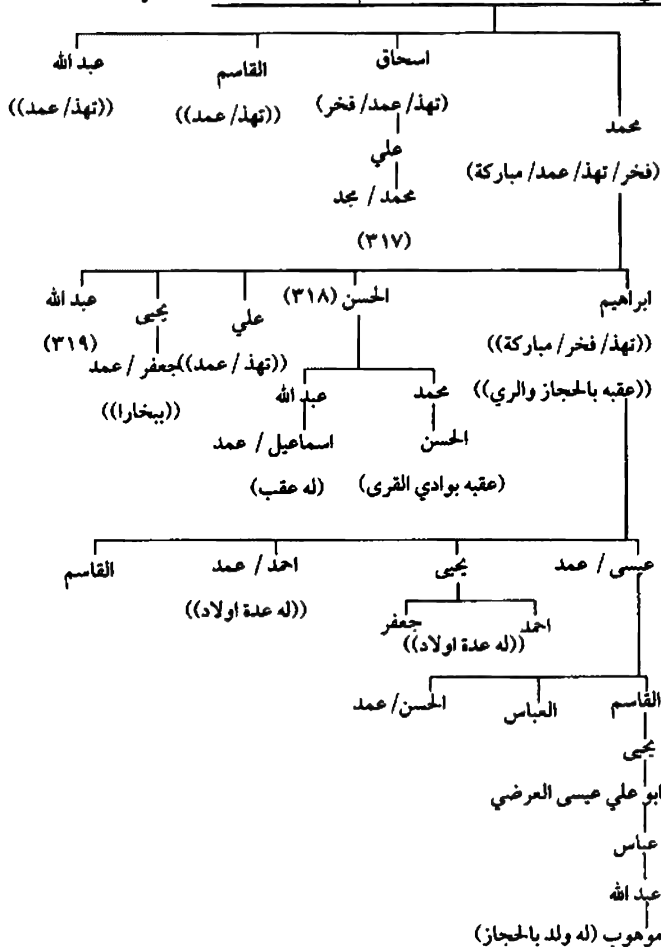 عبد الله القاسم اسحاق
((تهذ/عمد)) ((تهذ/عمد)) (تهذ/عمد/فخر)
محمد
علي
(فخر/تهذ/عمد/مباركة)
محمد/مجد
(٣١٧)
ابراهيم الحسن (٣١٨) علي يحيى عبد الله
(٣١٩)
((تهذ/فخر/مباركة)) ((تهذ/عمد)) جعفر/عمد
((عقبه بالحجاز والري)) محمد عبد الله ((ببخارا))
الحسن اسماعيل/عمد
(عقبه بوادي القرى) (له عقب)
عيسى/عمد يحيى احمد/عمد القاسم
((له عدة اولاد))
احمد جعفر
((له عدة اولاد))
القاسم العباس الحسن/عمد
يحيى
ابو علي عيسى العرضي
عباس
عبد الله
موهوب (له ولد بالحجاز)